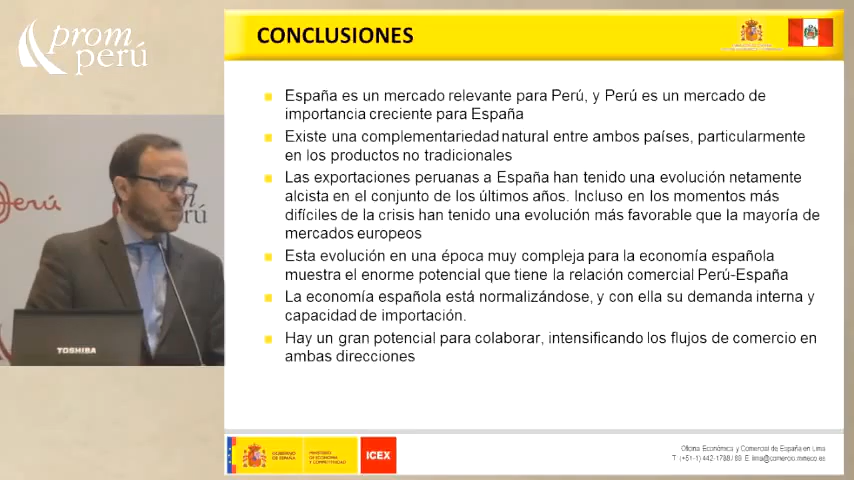 prom
perú
CONCLUSIONES
España es un mercado relevante para Perú, y Perú es un mercado de
importancia creciente para España
Existe una complementariedad natural entre ambos países, particularmente
en los productos no tradicionales
Las exportaciones peruanas a España han tenido una evolución netamente
alcista en el conjunto de los últimos años. Incluso en los momentos más
difíciles de la crisis han tenido una evolución más favorable que la mayoría de
mercados europeos
Esta evolución en una época muy compleja para la economía española
muestra el enorme potencial que tiene la relación comercial Perú-España
La economía española está normalizándose, y con ella su demanda interna y
capacidad de importación.
Hay un gran potencial para colaborar, intensificando los flujos de comercio en
ambas direcciones
Perú
rú
TOSHIBA
GOBIERNO
DE ESPAÑA
MINISTERIO
DE ECONOMÍA
Y COMPETITIVIDAD
ICEX
Oficina Económica y Comercial de España en Lima
T: (+51-1) 442-1788 / 89 E: lima@comercio.mineco.es